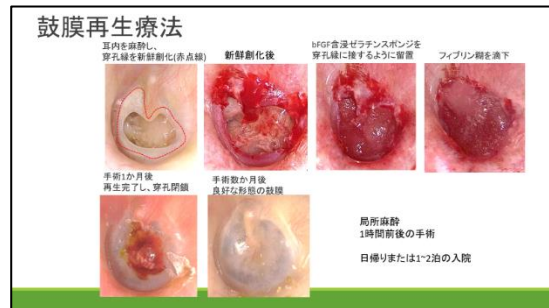 鼓膜再生療法
耳内を麻酔し、
穿孔縁を新鮮創化(赤点線)
新鮮創化後
bFGF含浸ゼラチンスポンジを
穿孔縁に接するように留置
フィブリン糊を滴下
手術1か月後
再生完了し、穿孔閉鎖
手術数か月後
良好な形態の鼓膜
局所麻酔
1時間前後の手術
日帰りまたは1~2泊の入院